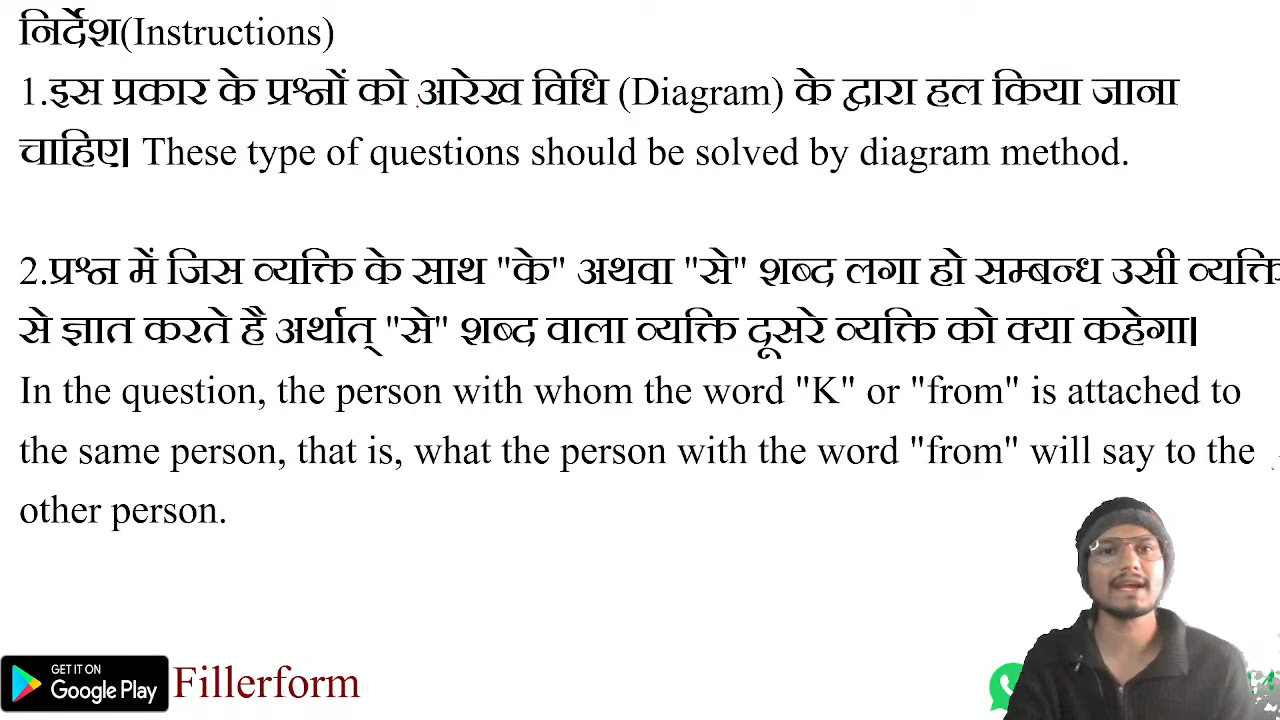 निर्देश(Instructions)
1.इस प्रकार के प्रश्नों को आरेख विधि (Diagram) के द्वारा हल किया जाना
चाहिए। These type of questions should be solved by diagram method.
2.प्रश्न में जिस व्यक्ति के साथ "के" अथवा "से" शब्द लगा हो सम्बन्ध उसी व्यक्ति
से ज्ञात करते है अर्थात् "से" शब्द वाला व्यक्ति दूसरे व्यक्ति को क्या कहेगा।
In the question, the person with whom the word "K" or "from" is attached to
the same person, that is, what the person with the word "from" will say to the
other person.
GET IT ON
Google Play
Fillerform